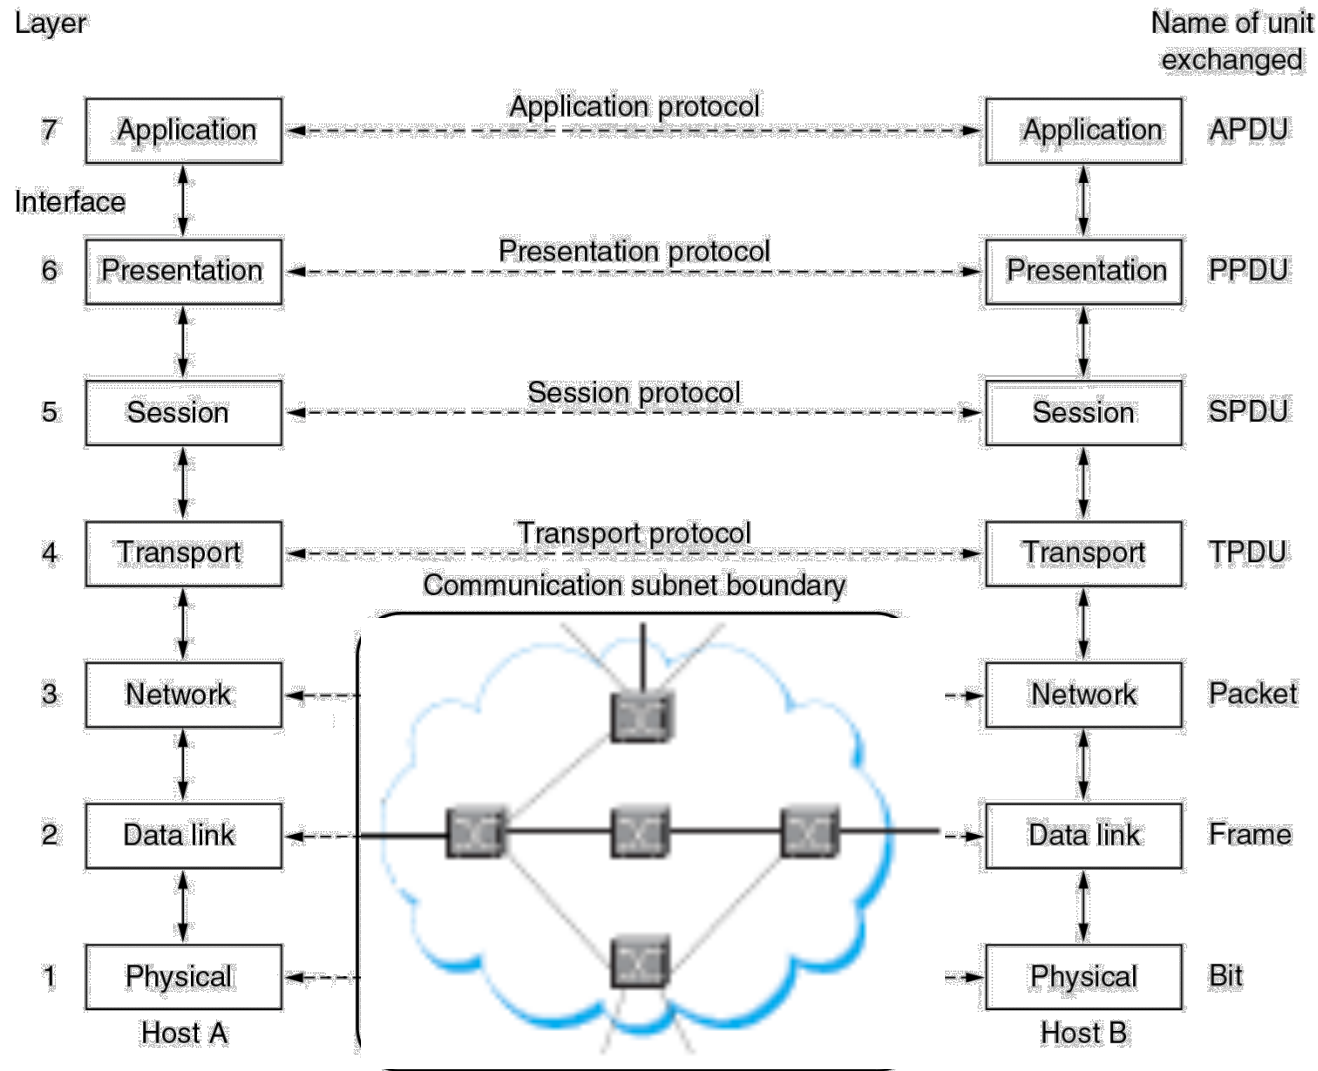 Layer
Name of unit
exchanged
Application protocol
7 Application Application APDU
Interface
Presentation protocol
6 Presentation Presentation PPDU
Session protocol
5 Session Session SPDU
Transport protocol
4 Transport Transport TPDU
Communication subnet boundary
3 Network Network Packet
2 Data link Data link Frame
1 Physical Physical Bit
Host A Host B